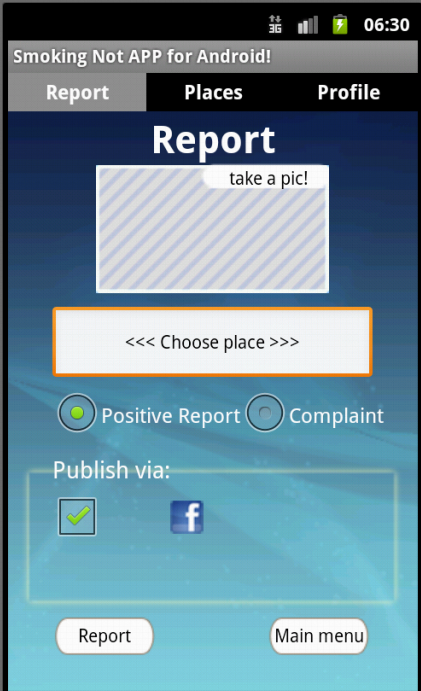 3G 06:30
Smoking Not APP for Android!
Report Places Profile
Report
take a pic!
<<< Choose place >>>
Positive Report Complaint
Publish via:
f
Report Main menu